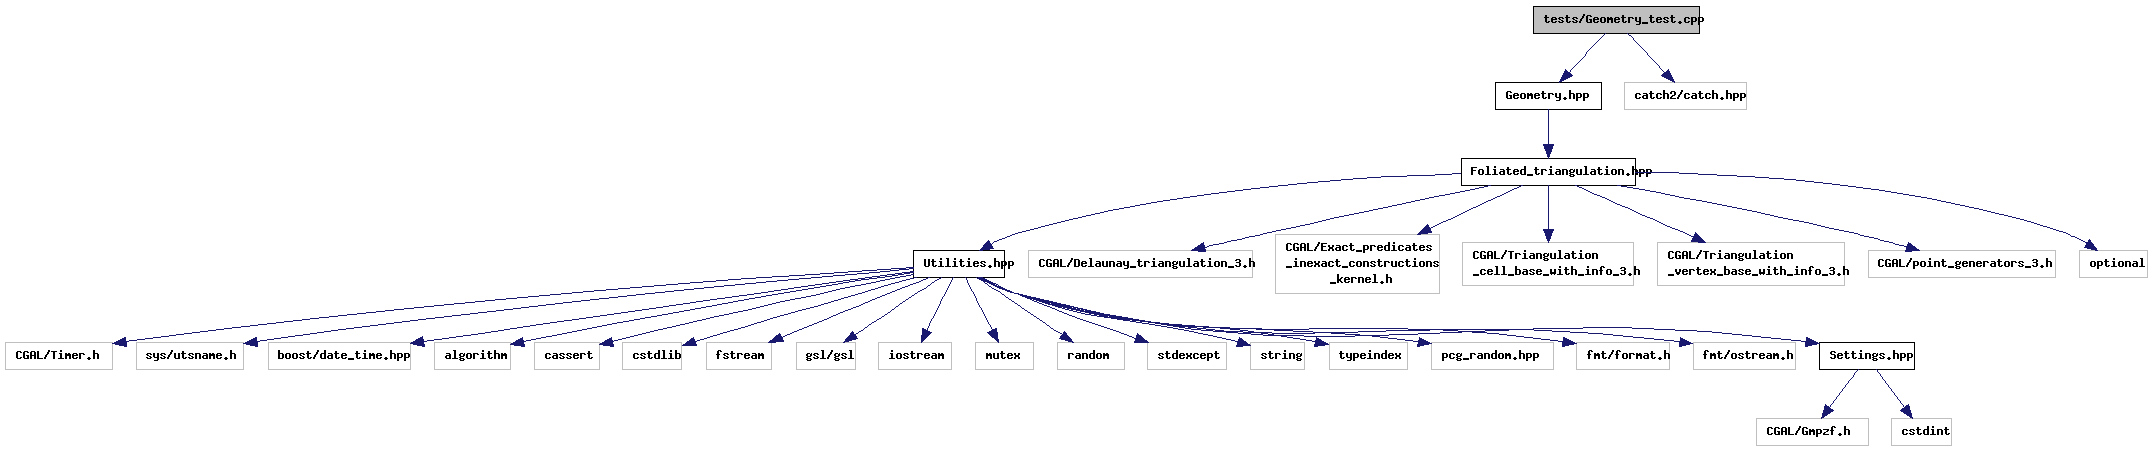 tests/Geometry_test.cpp
Geometry.hpp
catch2/catch.hpp
Foliated_triangulation.hpp
Utilities.hpp
CGAL/Delaunay_triangulation_3.h
CGAL/Exact_predicates
_inexact_constructions
_kernel.h
CGAL/Triangulation
_cell_base_with_info_3.h
CGAL/Triangulation
_vertex_base_with_info_3.h
CGAL/point_generators_3.h
optional
CGAL/Timer.h
sys/utsname.h
boost/date_time.hpp
algorithm
cassert
cstdlib
fstream
gsl/gsl
iostream
mutex
random
stdexcept
string
typeindex
pcg_random.hpp
fmt/format.h
fmt/ostream.h
Settings.hpp
CGAL/Gmpzf.h
cstdint